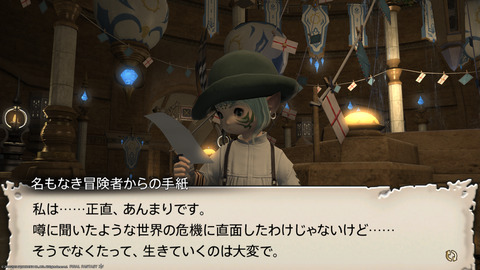 名もなき冒険者からの手紙
私は……正直、あんまりです。
噂に聞いたような世界の危機に直面したわけじゃないけど……
そうでなくたって、生きていくのは大変で。